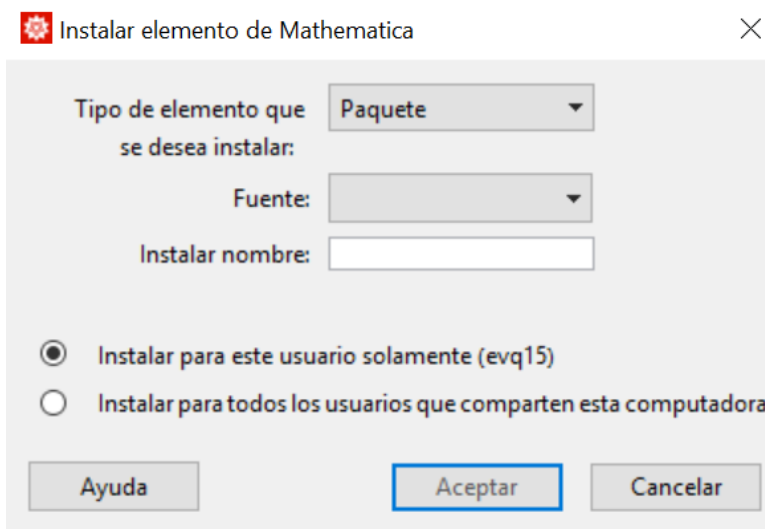 Instalar elemento de Mathematica
Tipo de elemento que
se desea instalar:
Paquete
Fuente:
Instalar nombre:
Instalar para este usuario solamente (evq15)
Instalar para todos los usuarios que comparten esta computadora
Ayuda
Aceptar
Cancelar